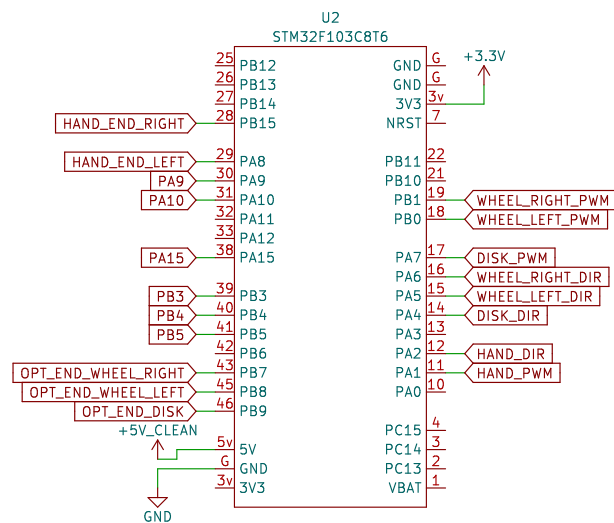 U2
STM32F103C8T6
25 PB12 GND G +3.3V
26 PB13 GND G
27 PB14 3V3 3v
HAND_END_RIGHT 28 PB15 NRST 7
HAND_END_LEFT 29 PA8 PB11 22
PA9 30 PA9 PB10 21
PA10 31 PA10 PB1 19 WHEEL_RIGHT_PWM
32 PA11 PB0 18 WHEEL_LEFT_PWM
33 PA12
PA15 38 PA15 PA7 17 DISK_PWM
PA6 16 WHEEL_RIGHT_DIR
PB3 39 PB3 PA5 15 WHEEL_LEFT_DIR
PB4 40 PB4 PA4 14 DISK_DIR
PB5 41 PB5 PA3 13
42 PB6 PA2 12 HAND_DIR
OPT_END_WHEEL_RIGHT 43 PB7 PA1 11 HAND_PWM
OPT_END_WHEEL_LEFT 45 PB8 PA0 10
OPT_END_DISK 46 PB9
+5V_CLEAN PC15 4
5v 5V PC14 3
G GND PC13 2
3v 3V3 VBAT 1
GND